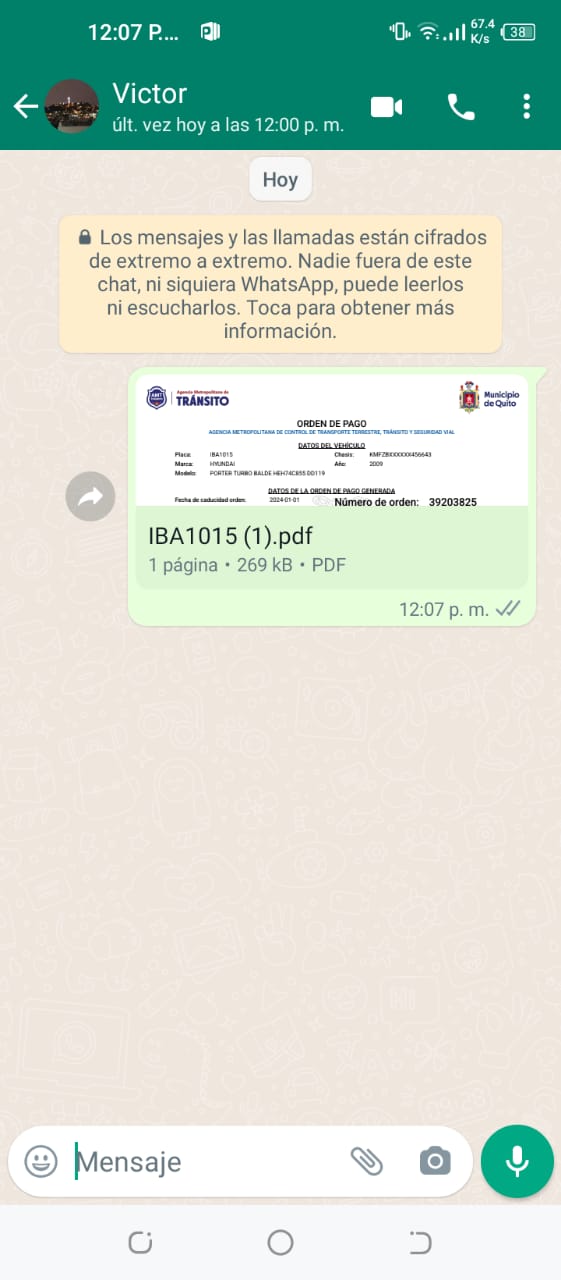 12:07 P.... 67.4 K/s 38
Victor
últ. vez hoy a las 12:00 p. m.
Hoy
Los mensajes y las llamadas están cifrados
de extremo a extremo. Nadie fuera de este
chat, ni siquiera WhatsApp, puede leerlos
ni escucharlos. Toca para obtener más
información.
Agencia Metropolitana de
TRÁNSITO
Municipio
de Quito
ORDEN DE PAGO
AGENCIA METROPOLITANA DE CONTROL DE TRANSPORTE TERRESTRE, TRÁNSITO Y SEGURIDAD VIAL
DATOS DEL VEHÍCULO
Placa: IBA1015 Chasis: KMFZBXXXXXX456643
Marca: HYUNDAI Año: 2009
Modelo: PORTER TURBO BALDE HEH74C855 DD119
DATOS DE LA ORDEN DE PAGO GENERADA
Fecha de caducidad orden: 2024-01-01 Número de orden: 39203825
IBA1015 (1).pdf
1 página • 269 kB • PDF
12:07 p. m.
Mensaje